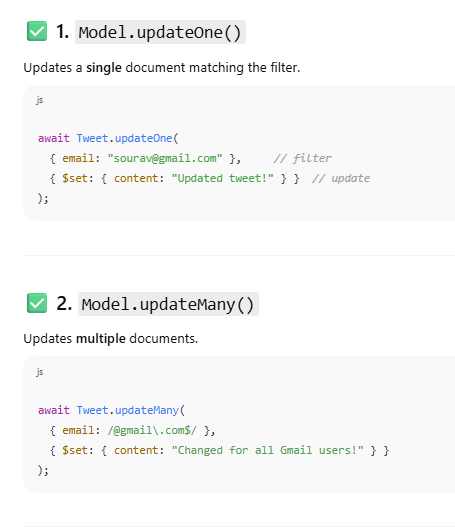 ✅ 1. Model.updateOne()
Updates a single document matching the filter.
js
await Tweet.updateOne(
  { email: "sourav@gmail.com" },     // filter
  { $set: { content: "Updated tweet!" } }  // update
);
✅ 2. Model.updateMany()
Updates multiple documents.
js
await Tweet.updateMany(
  { email: /@gmail\.com$/ },
  { $set: { content: "Changed for all Gmail users!" } }
);